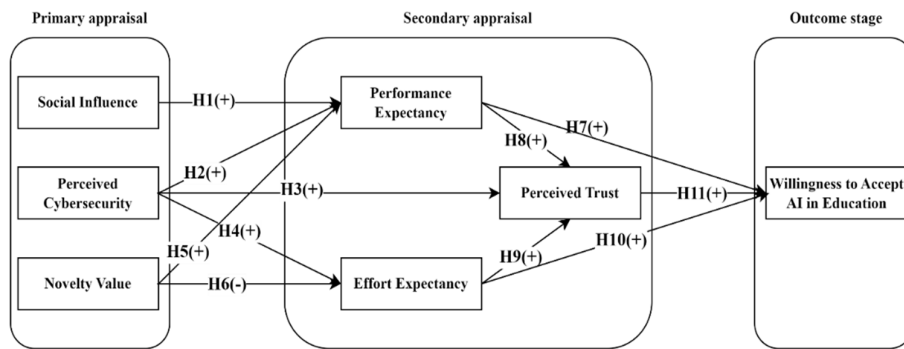 Primary appraisal
Secondary appraisal
Outcome stage
Social Influence
H1(+)
Performance
Expectancy
H7(+)
H8(+)
H2(+)
Perceived
Cybersecurity
H3(+)
Perceived Trust
H11(+)
Willingness to Accept
AI in Education
H4(+)
H5(+)
H9(+)
H10(+)
Novelty Value
H6(-)
Effort Expectancy